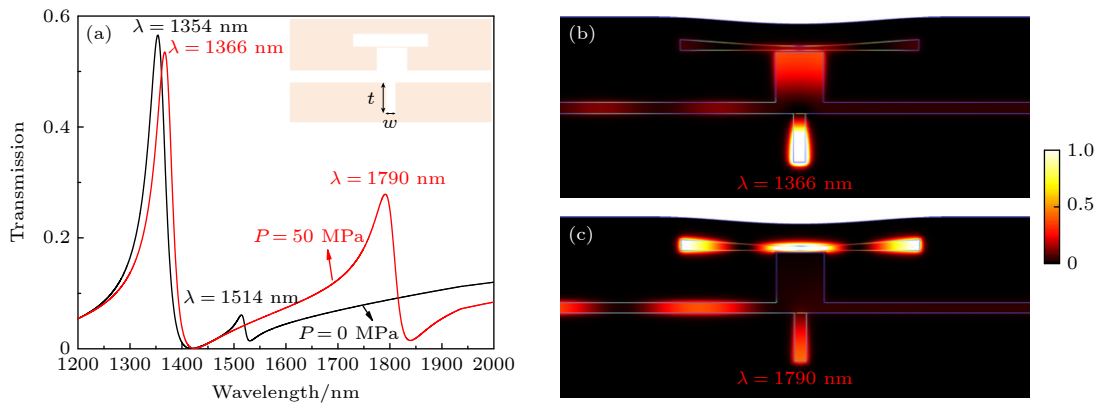 (a)
λ = 1354 nm
λ = 1366 nm
t
w
λ = 1790 nm
P = 50 MPa
λ = 1514 nm
P = 0 MPa
Transmission
0.6
0.4
0.2
0
1200 1300 1400 1500 1600 1700 1800 1900 2000
Wavelength/nm
(b)
λ = 1366 nm
(c)
λ = 1790 nm
1.0
0.5
0